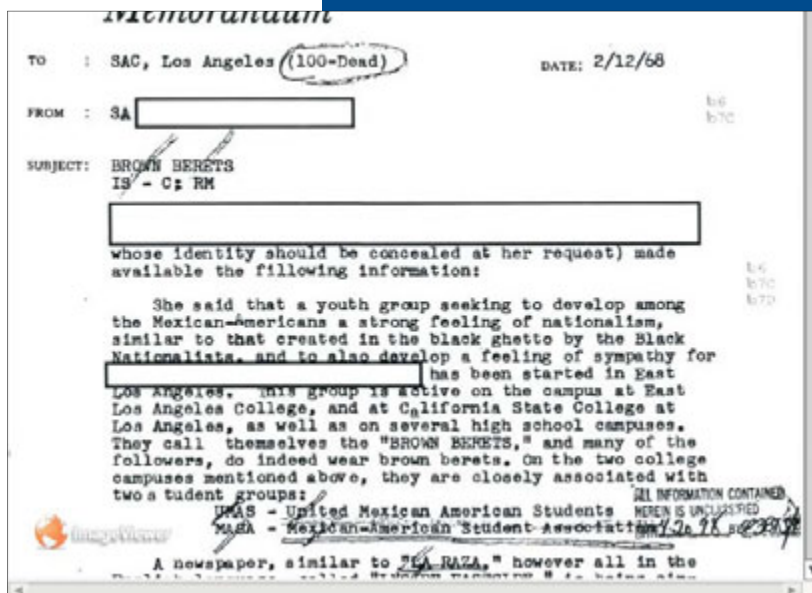 Memorandum
TO : SAC, Los Angeles (100-Dead) DATE: 2/12/68
b6
b7C
FROM : SA
SUBJECT: BROWN BERETS
IS - C; RM
whose identity should be concealed at her request) made
available the fillowing information:
b6
b7C
b7D
She said that a youth group seeking to develop among
the Mexican-Americans a strong feeling of nationalism,
similar to that created in the black ghetto by the Black
Nationalists, and to also develop a feeling of sympathy for
has been started in East
Los Angeles. This group is active on the campus at East
Los Angeles College, and at California State College at
Los Angeles, as well as on several high school campuses.
They call themselves the "BROWN BERETS," and many of the
followers, do indeed wear brown berets. On the two college
campuses mentioned above, they are closely associated with
two s tudent groups:
UMAS - United Mexican American Students
MASA - Mexican-American Student Association
ALL INFORMATION CONTAINED
HEREIN IS UNCLASSIFIED
ImageViewer
A newspaper, similar to "LA RAZA," however all in the